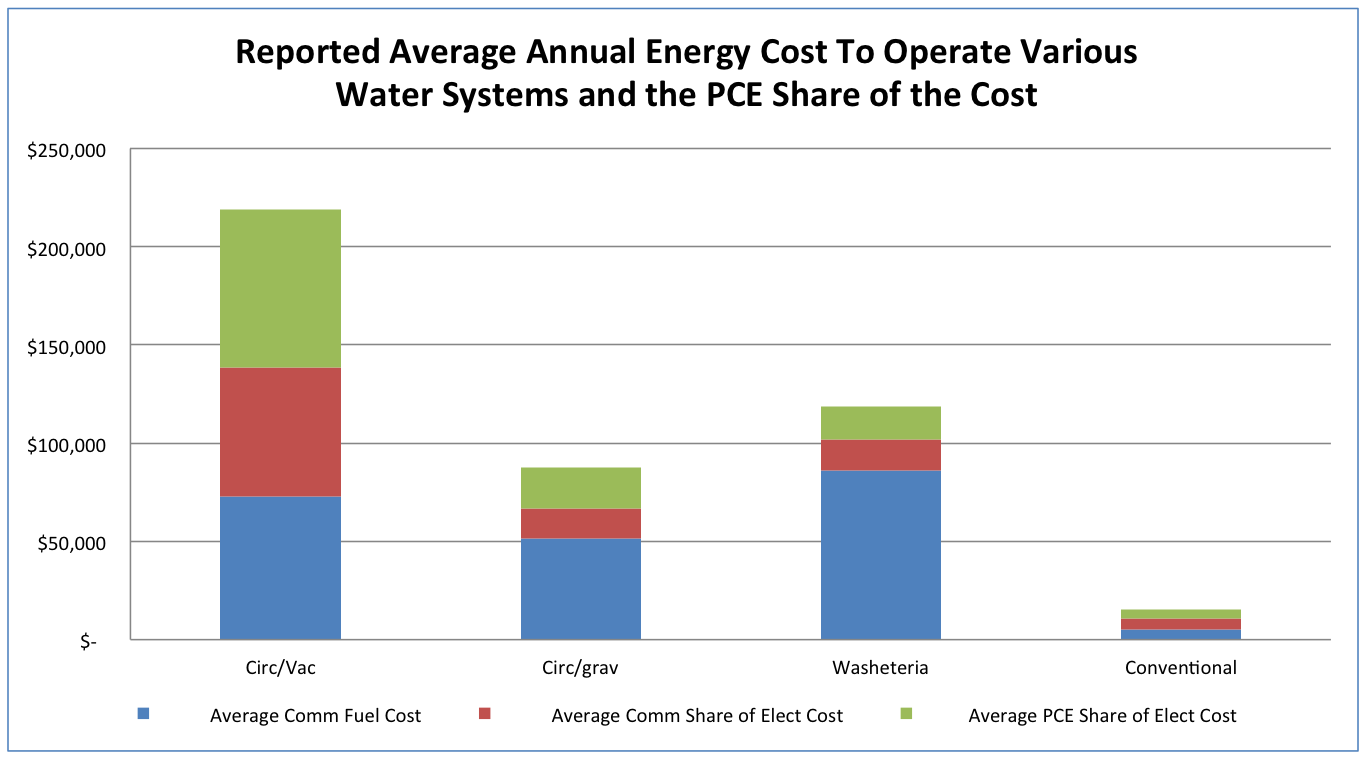 Reported Average Annual Energy Cost To Operate Various
Water Systems and the PCE Share of the Cost
$250,000
$200,000
$150,000
$100,000
$50,000
$-
Circ/Vac
Circ/grav
Washeteria
Conventional
Average Comm Fuel Cost
Average Comm Share of Elect Cost
Average PCE Share of Elect Cost